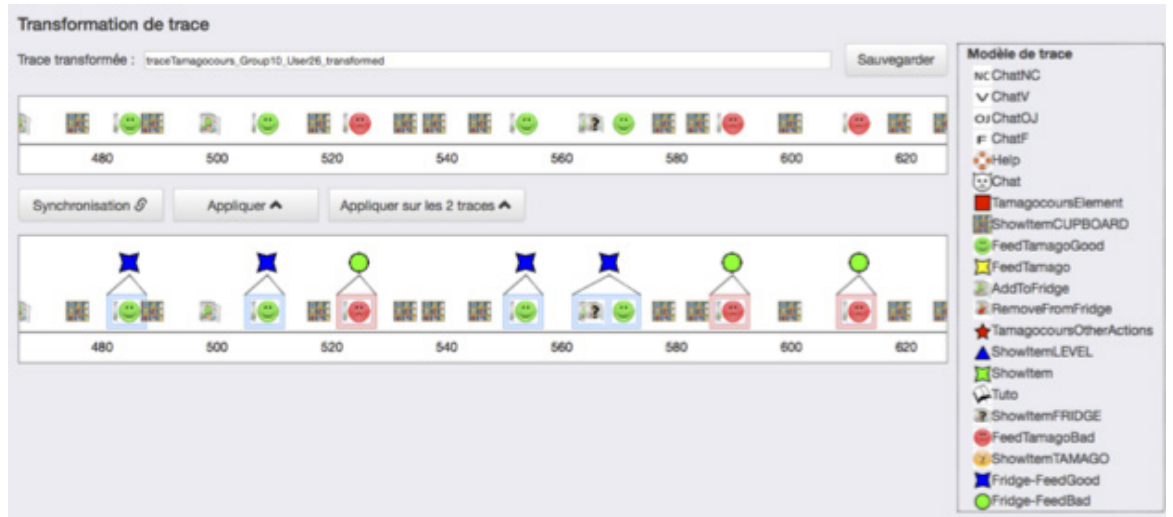 Transformation de trace
Trace transformée : traceTamagocours_Group10_User26_transformed Sauvegarder
480 500 520 540 560 580 600 620
Synchronisation Appliquer Appliquer sur les 2 traces
480 500 520 540 560 580 600 620
Modèle de trace
NC ChatNC
V ChatV
OJ ChatOJ
F ChatF
Help
Chat
TamagocoursElement
ShowItemCUPBOARD
FeedTamagoGood
FeedTamago
AddToFridge
RemoveFromFridge
TamagocoursOtherActions
ShowItemLEVEL
ShowItem
Tuto
? ShowItemFRIDGE
FeedTamagoBad
ShowItemTAMAGO
Fridge-FeedGood
Fridge-FeedBad